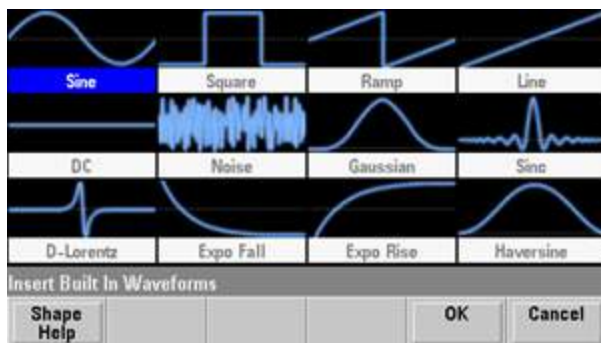 Sine
Square
Ramp
Line
DC
Noise
Gaussian
Sinc
D-Lorentz
Expo Fall
Expo Rise
Haversine
Insert Built In Waveforms
Shape
Help
OK
Cancel